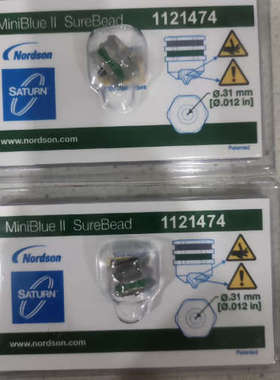 MiniBlue II SureBead 1121474
Nordson
SATURN
Ø.31 mm
[Ø.012 in]
www.nordson.com
Patented
MiniBlue II SureBead 1121474
Nordson
SATURN
Ø.31 mm
[Ø.012 in]
www.nordson.com
Patented